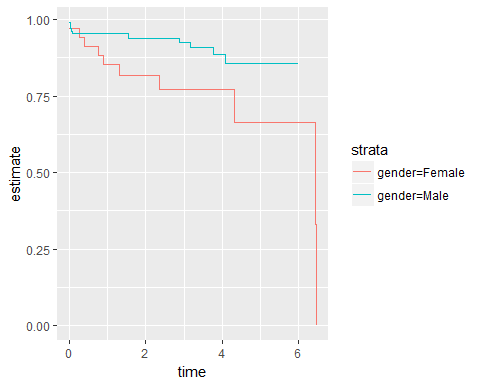 1.00
0.75
0.50
0.25
0.00
estimate
0 2 4 6
time
strata
gender=Female
gender=Male